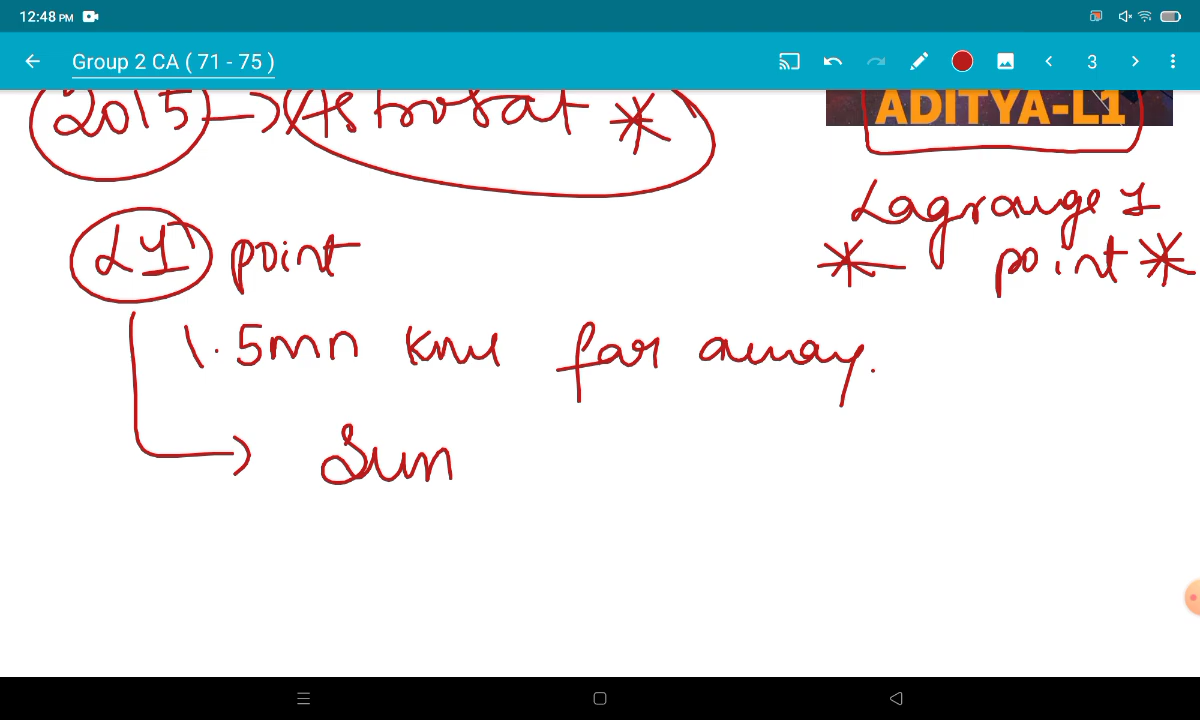 12:48 PM
Group 2 CA ( 71 - 75 )
3
2015 → Astrosat *
ADITYA-L1
Lagrange 1
* point *
L1 point
1.5mn kms far away.
Sun